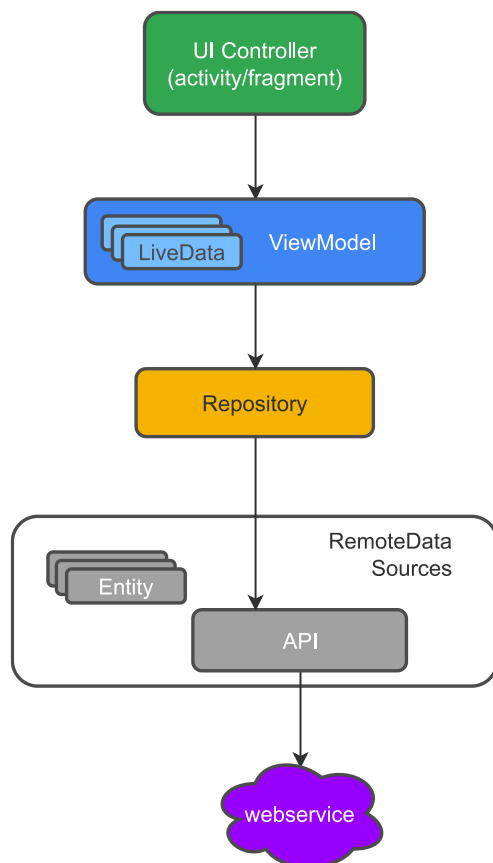 UI Controller
(activity/fragment)
LiveData
ViewModel
Repository
RemoteData
Sources
Entity
API
webservice